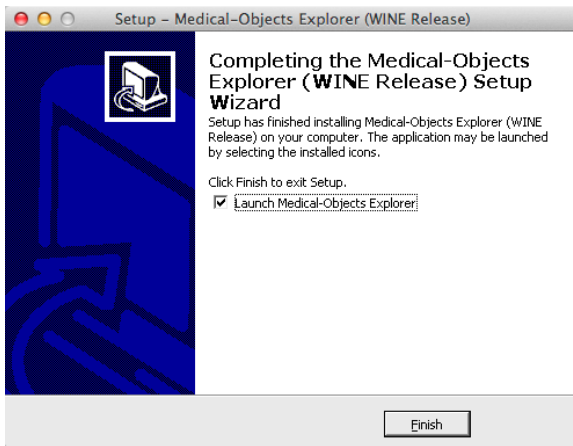 Setup – Medical-Objects Explorer (WINE Release)
Completing the Medical-Objects
Explorer (WINE Release) Setup
Wizard
Setup has finished installing Medical-Objects Explorer (WINE
Release) on your computer. The application may be launched
by selecting the installed icons.
Click Finish to exit Setup.
Launch Medical-Objects Explorer
Finish